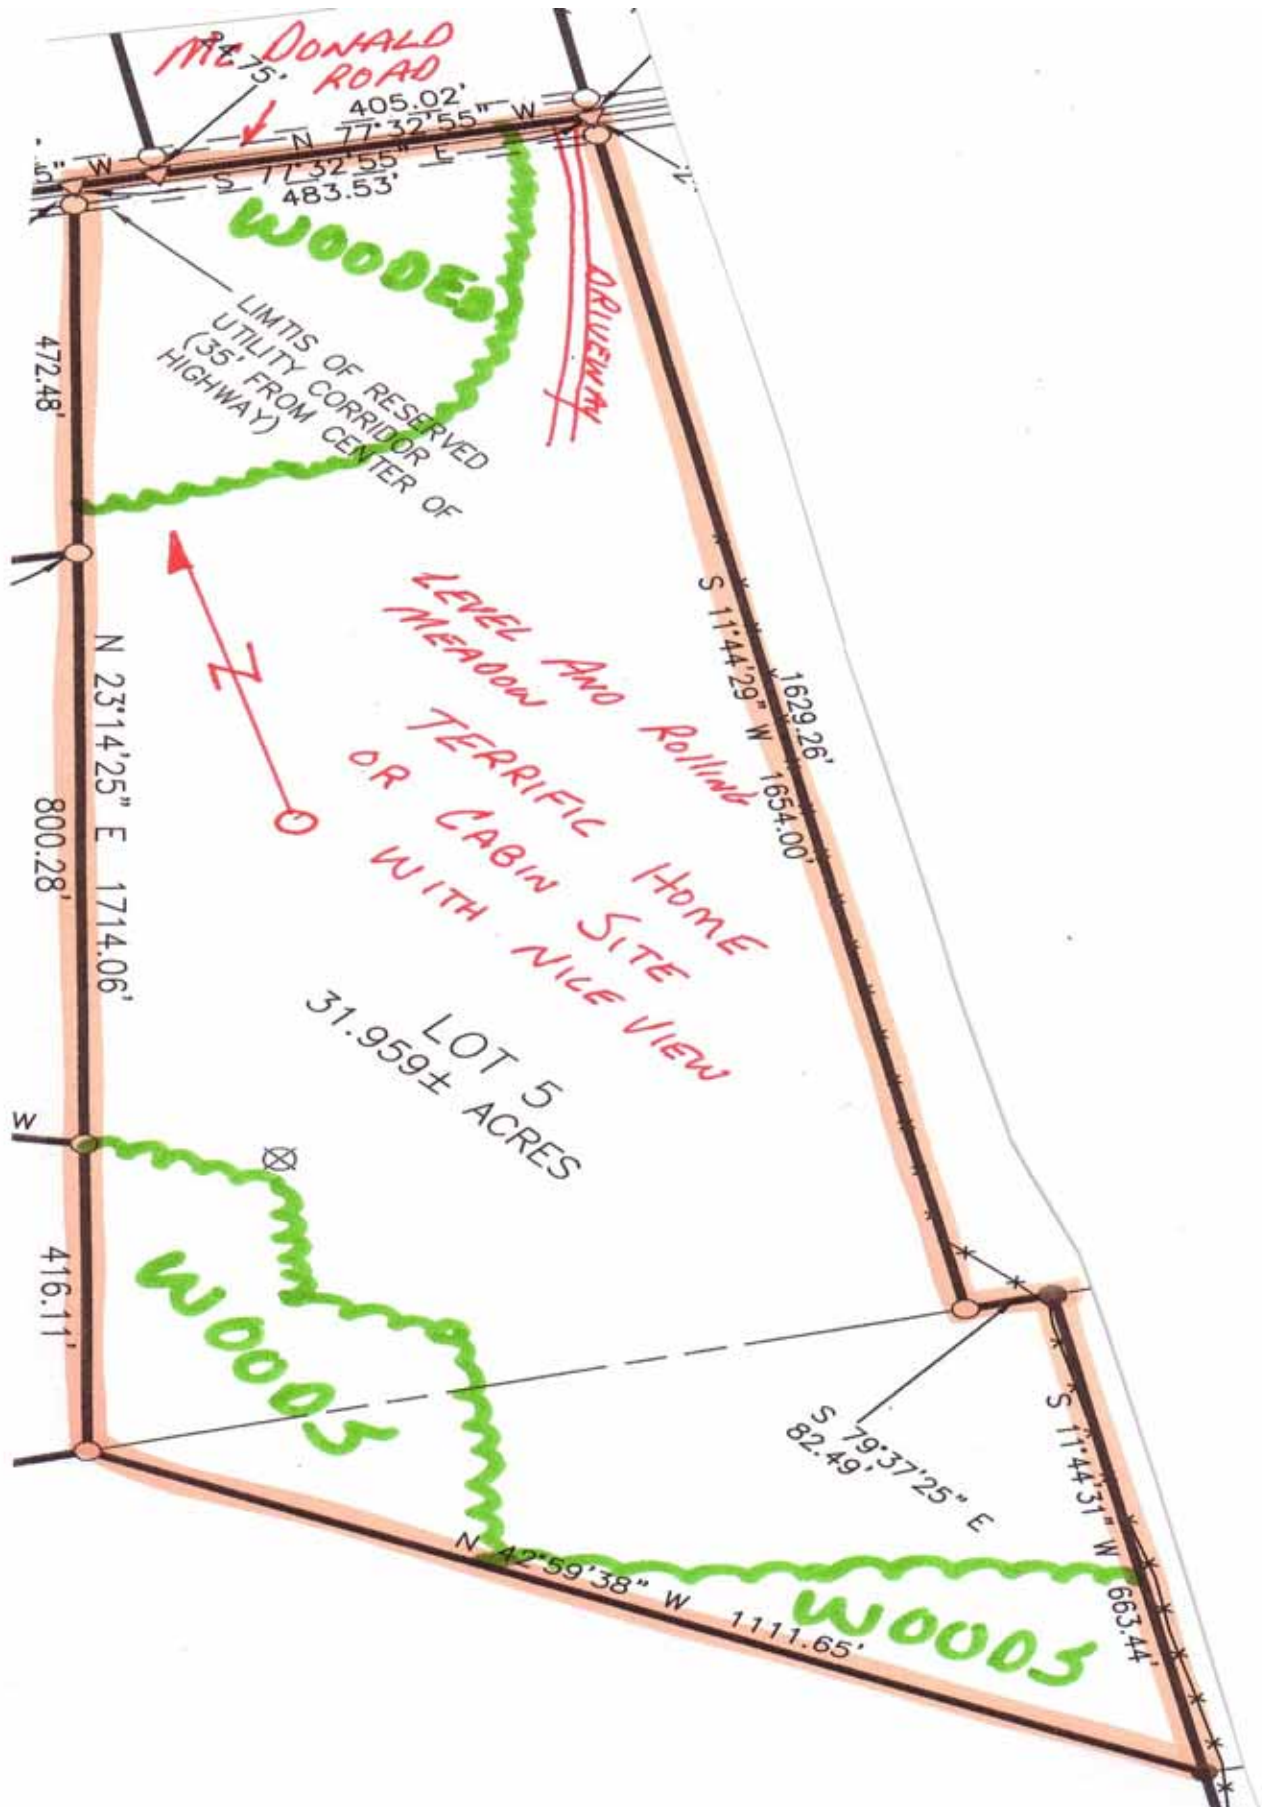 Mc DONALD
ROAD
24.75'
405.02'
W N 77°32'55" W
S 77°32'55" E
483.53'
WOODED
DRIVEWAY
LIMTIS OF RESERVED
UTILITY CORRIDOR
(35' FROM CENTER OF
HIGHWAY)
472.48'
N 23°14'25" E 1714.06'
800.28'
LEVEL AND Rolling
MEADOW
TERRIFIC HOME
OR CABIN SITE
WITH NICE VIEW
N
1629.26'
S 11°44'29" W 1654.00'
LOT 5
31.959± ACRES
W
416.11'
WOODS
S 79°37'25" E
82.49'
S 11°44'31" W 663.44'
N 42°59'38" W 1111.65'
WOODS